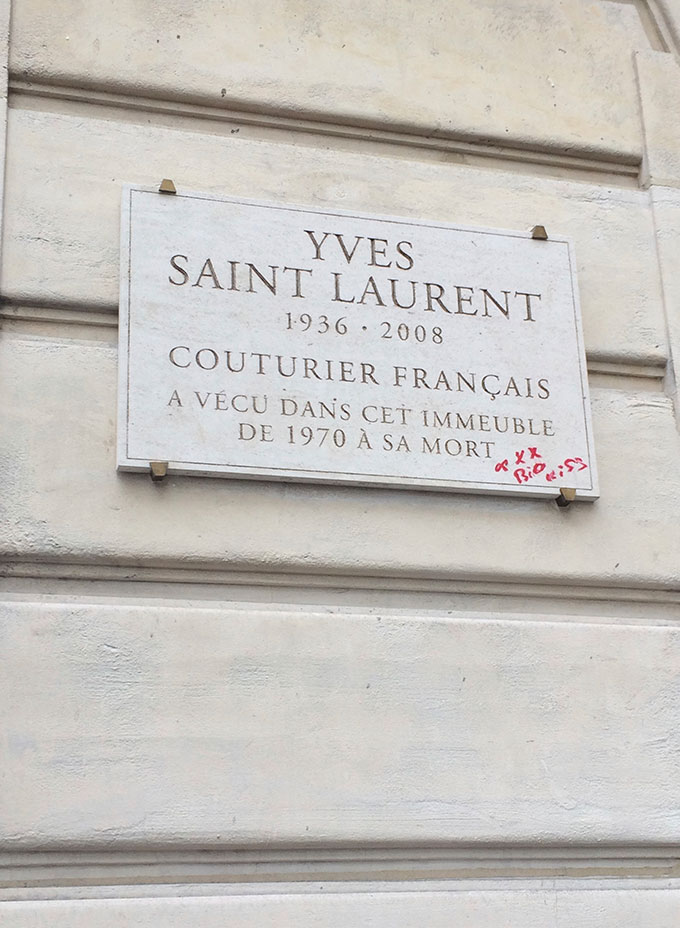 YVES
SAINT LAURENT
1936 · 2008
COUTURIER FRANÇAIS
A VÉCU DANS CET IMMEUBLE
DE 1970 À SA MORT